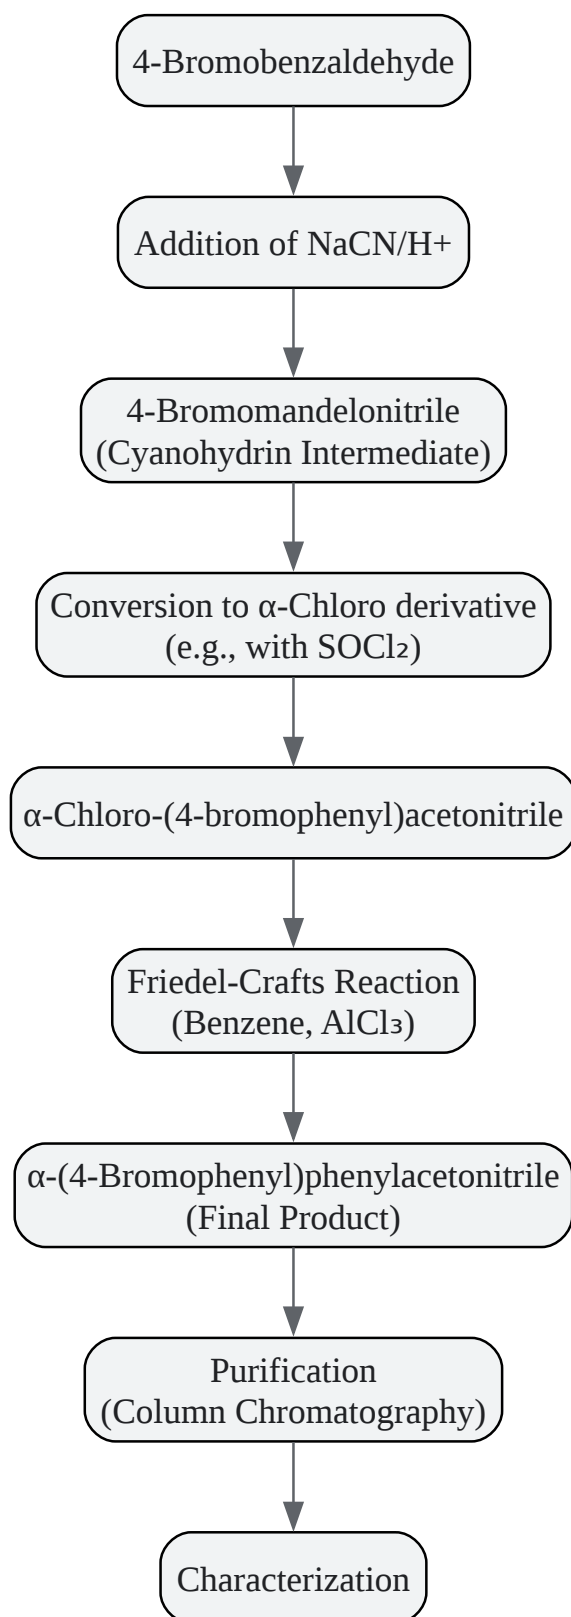 4-Bromobenzaldehyde
Addition of NaCN/H+
4-Bromomandelonitrile
(Cyanohydrin Intermediate)
Conversion to α-Chloro derivative
(e.g., with SOCl₂)
α-Chloro-(4-bromophenyl)acetonitrile
Friedel-Crafts Reaction
(Benzene, AlCl₃)
α-(4-Bromophenyl)phenylacetonitrile
(Final Product)
Purification
(Column Chromatography)
Characterization